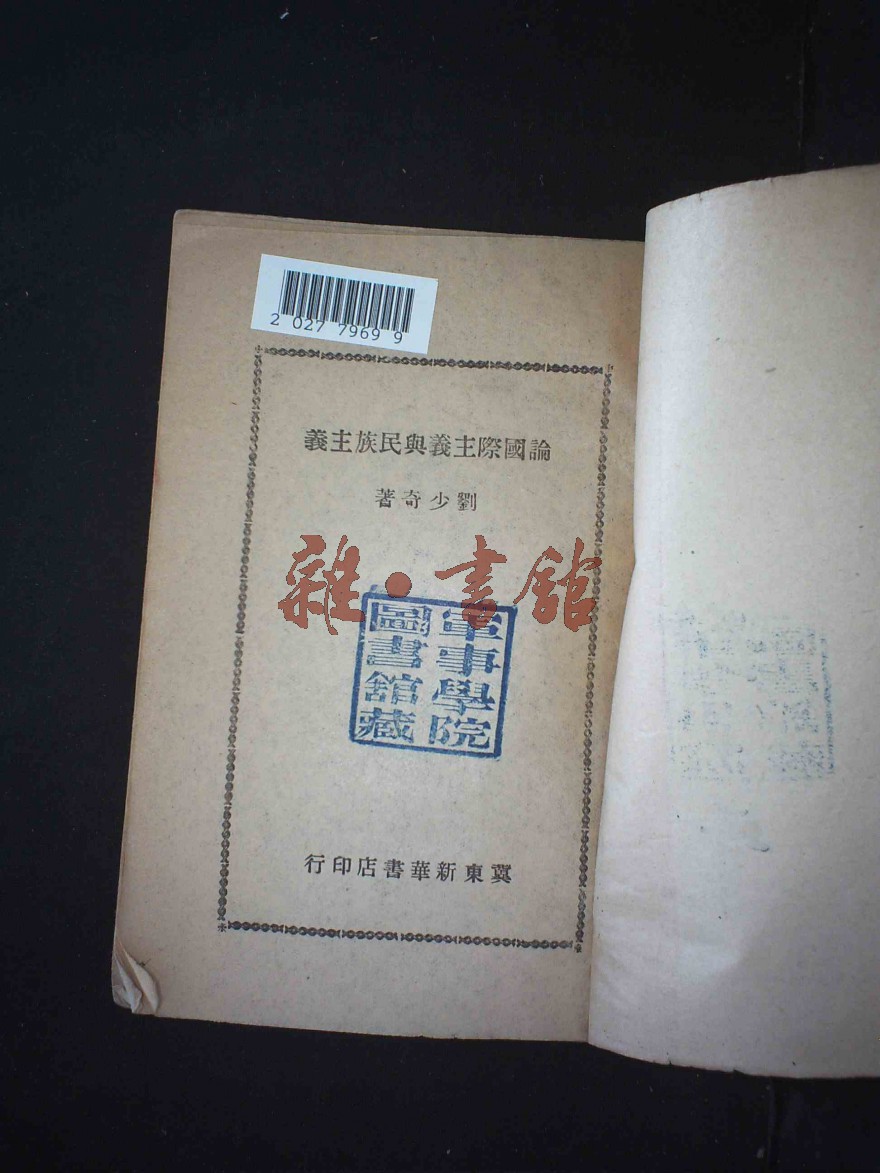 2 027 7969 9
論國際主義與民族主義
劉少奇著
雜·書館
軍事學院
圖書館藏
冀東新華書店印行